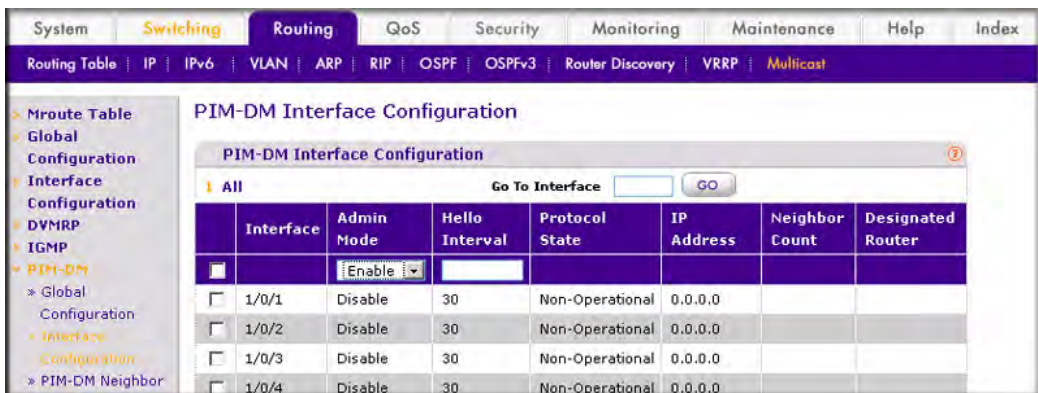 System Switching Routing QoS Security Monitoring Maintenance Help Index
Routing Table IP IPv6 VLAN ARP RIP OSPF OSPFv3 Router Discovery VRRP Multicast
Mroute Table
Global
Configuration
Interface
Configuration
DVMRP
IGMP
PIM-DM
» Global
Configuration
» Interface
Configuration
» PIM-DM Neighbor
PIM-DM Interface Configuration
PIM-DM Interface Configuration ?
1 All Go To Interface GO
Interface Admin Mode Hello Interval Protocol State IP Address Neighbor Count Designated Router
Enable
1/0/1 Disable 30 Non-Operational 0.0.0.0
1/0/2 Disable 30 Non-Operational 0.0.0.0
1/0/3 Disable 30 Non-Operational 0.0.0.0
1/0/4 Disable 30 Non-Operational 0.0.0.0